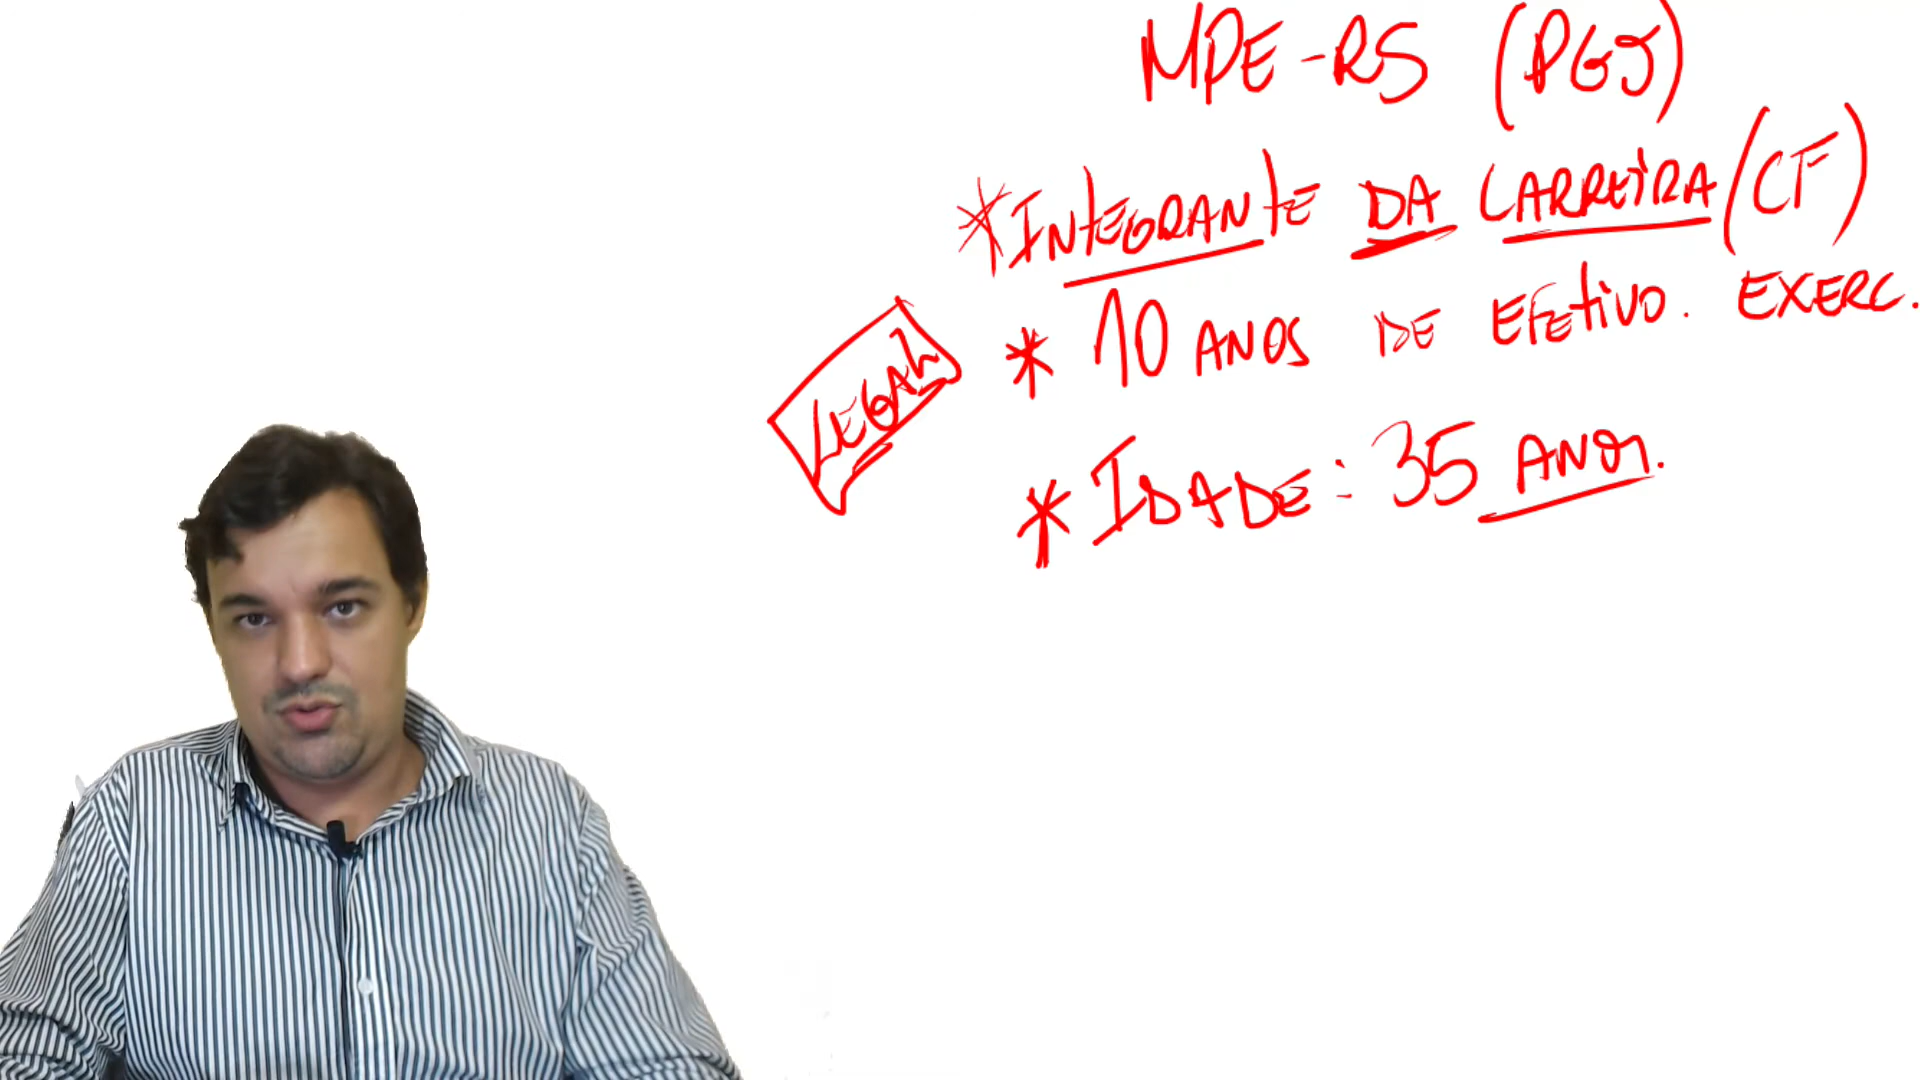 MPE-RS (PGJ)
*INTEGRANTE DA CARREIRA (CF)
* 10 ANOS DE EFETIVO. EXERC.
LEGAL
* IDADE: 35 ANOS.